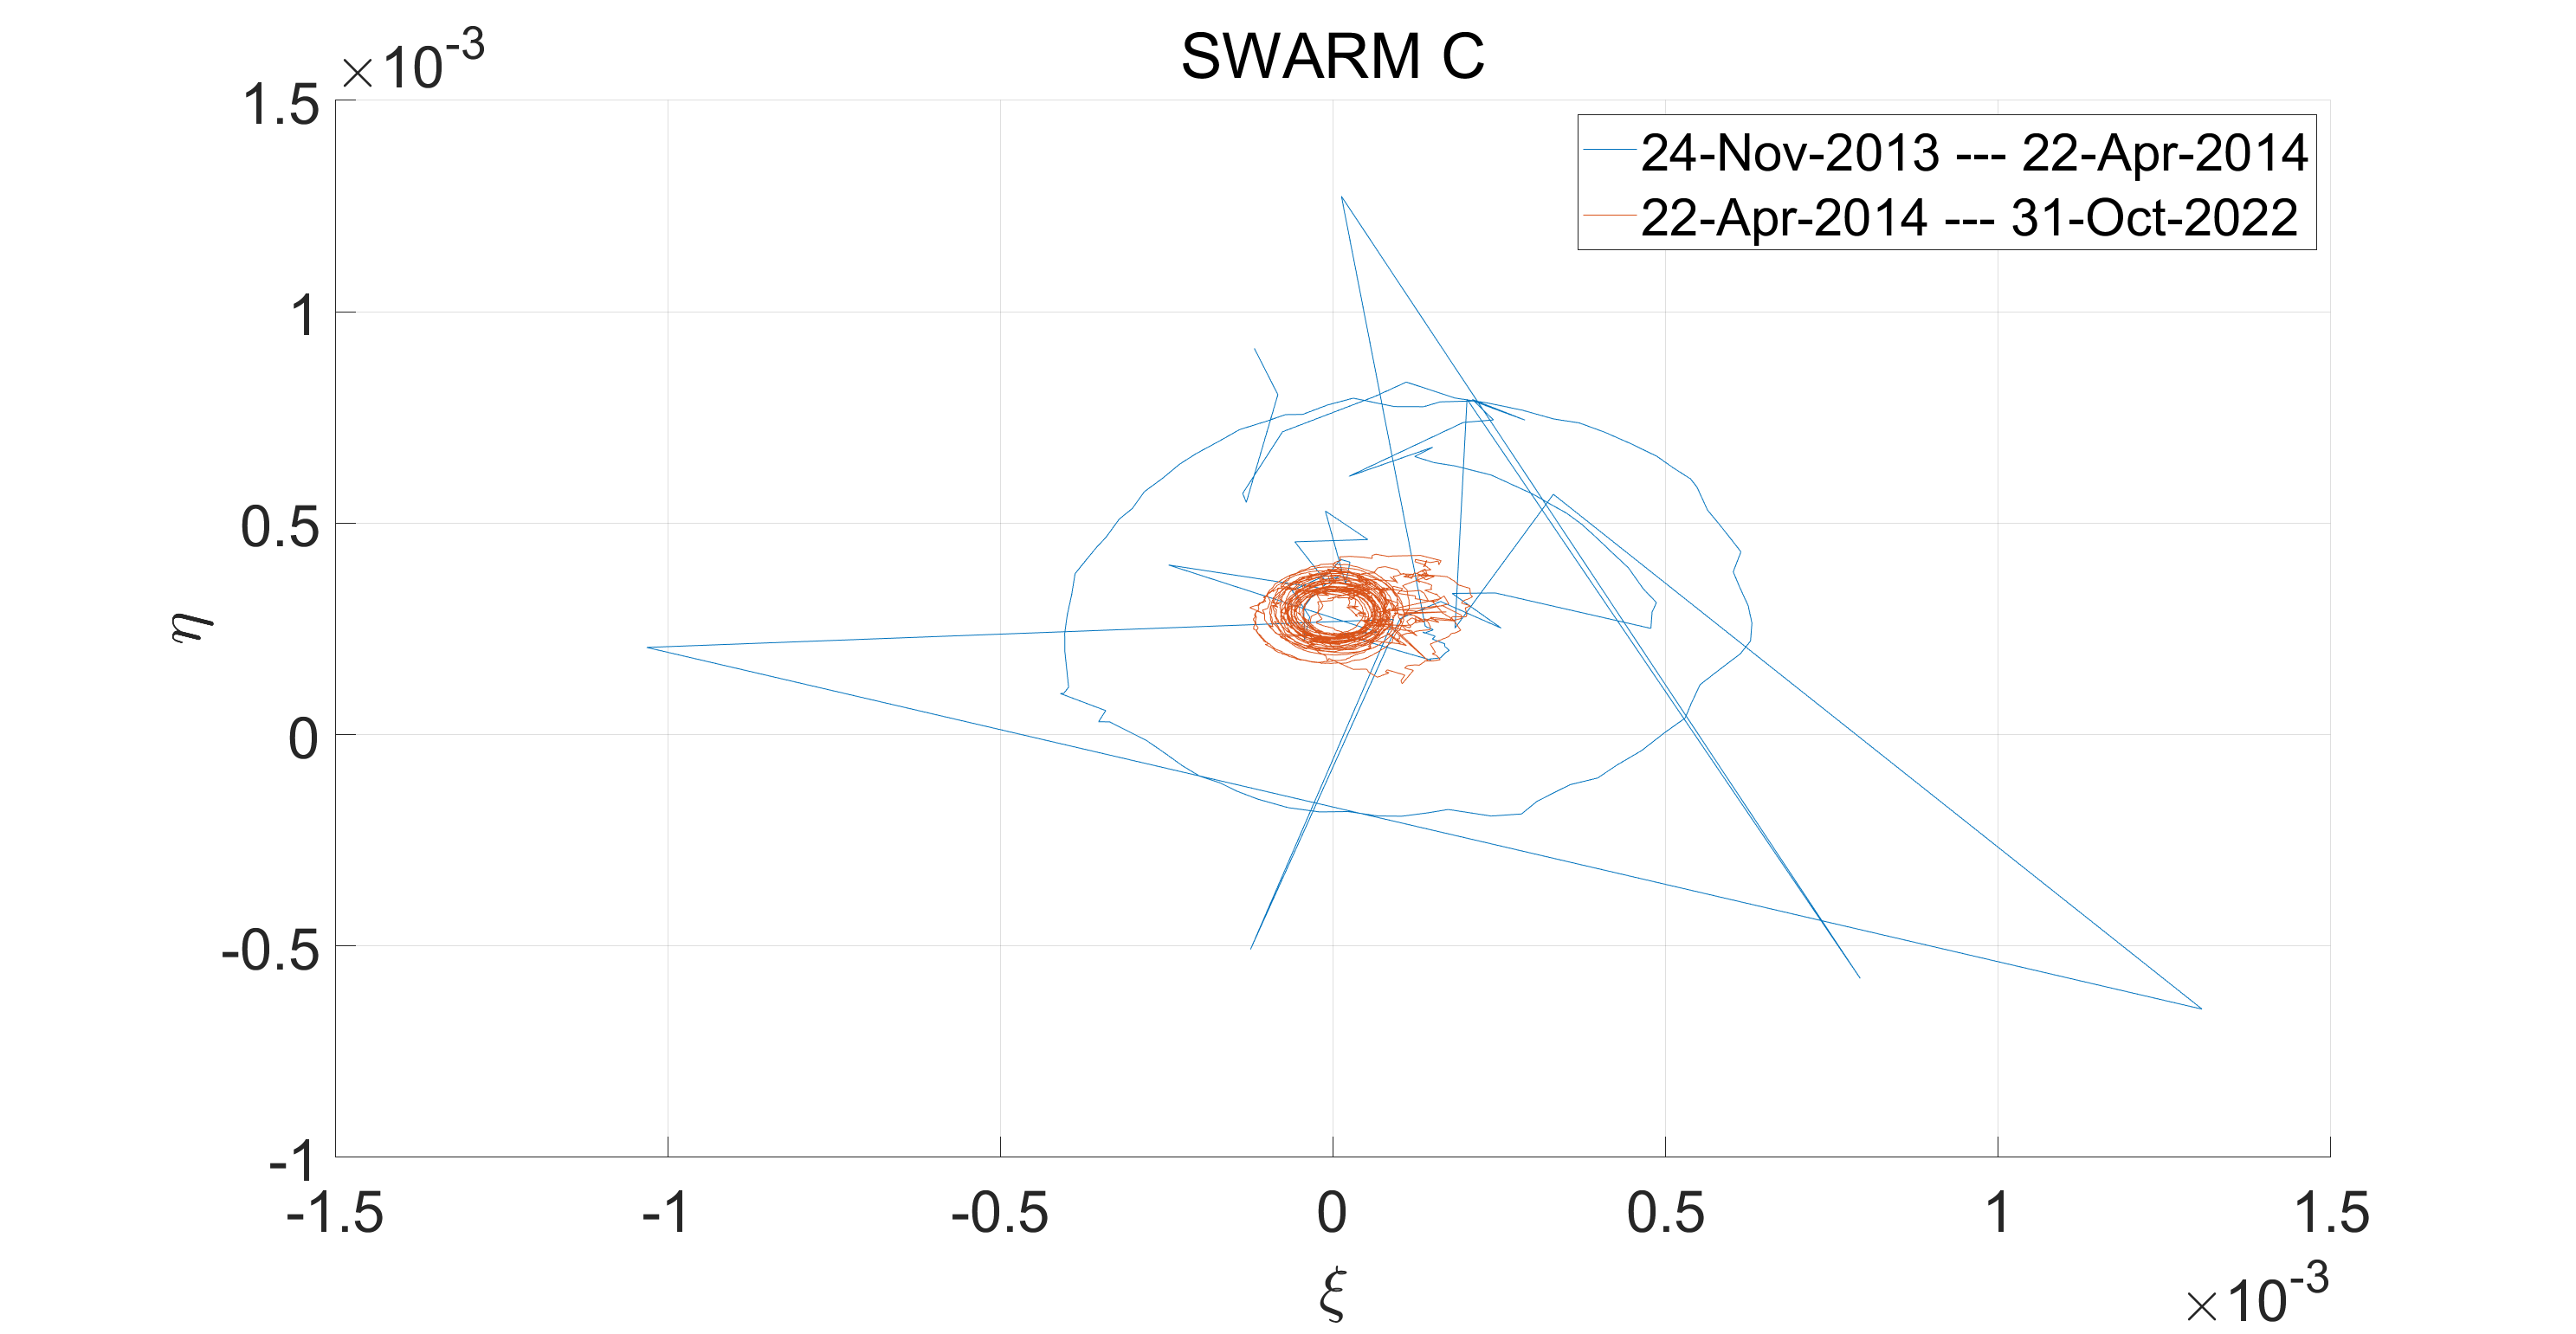 SWARM C
×10-3
1.5
1
0.5
0
-0.5
-1
η
24-Nov-2013 --- 22-Apr-2014
22-Apr-2014 --- 31-Oct-2022
-1.5 -1 -0.5 0 0.5 1 1.5
ξ
×10-3